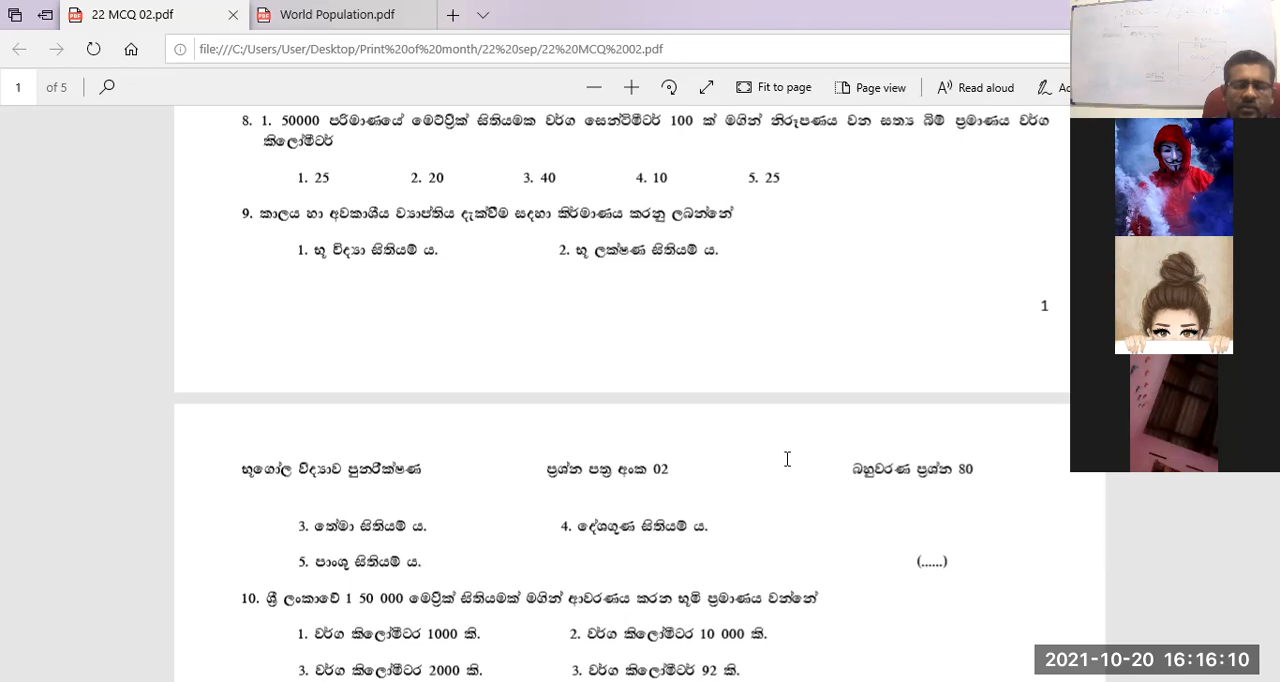 22 MCQ 02.pdf
World Population.pdf
file:///C:/Users/User/Desktop/Print%20of%20month/22%20sep/22%20MCQ%2002.pdf
1 of 5
Fit to page
Page view
Read aloud
8. 1. 50000 පරිමාණයේ මෙට්ට්‍රික් සිතියමක වර්ග සෙන්ටිමීටර් 100 ක් මගින් නිරූපණය වන සත්‍ය බිම් ප්‍රමාණය වර්ග
කිලෝමීටර්
1. 25 2. 20 3. 40 4. 10 5. 25
9. කාලය හා අවකාශීය ව්‍යාප්තිය දැක්වීම සදහා නිර්මාණය කරනු ලබන්නේ
1. භූ විද්‍යා සිතියම් ය. 2. භූ ලක්ෂණ සිතියම් ය.
1
භූගෝල විද්‍යාව පුනරීක්ෂණ ප්‍රශ්න පත්‍ර අංක 02 බහුවරණ ප්‍රශ්න 80
3. තේමා සිතියම් ය. 4. දේශගුණ සිතියම් ය.
5. පාංශු සිතියම් ය. (......)
10. ශ්‍රී ලංකාවේ 1 50 000 මෙට්‍රික් සිතියමක් මගින් ආවරණය කරන භූමි ප්‍රමාණය වන්නේ
1. වර්ග කිලෝමීටර 1000 කි. 2. වර්ග කිලෝමීටර 10 000 කි.
3. වර්ග කිලෝමීටර 2000 කි. 3. වර්ග කිලෝමීටර් 92 කි.
2021-10-20 16:16:10